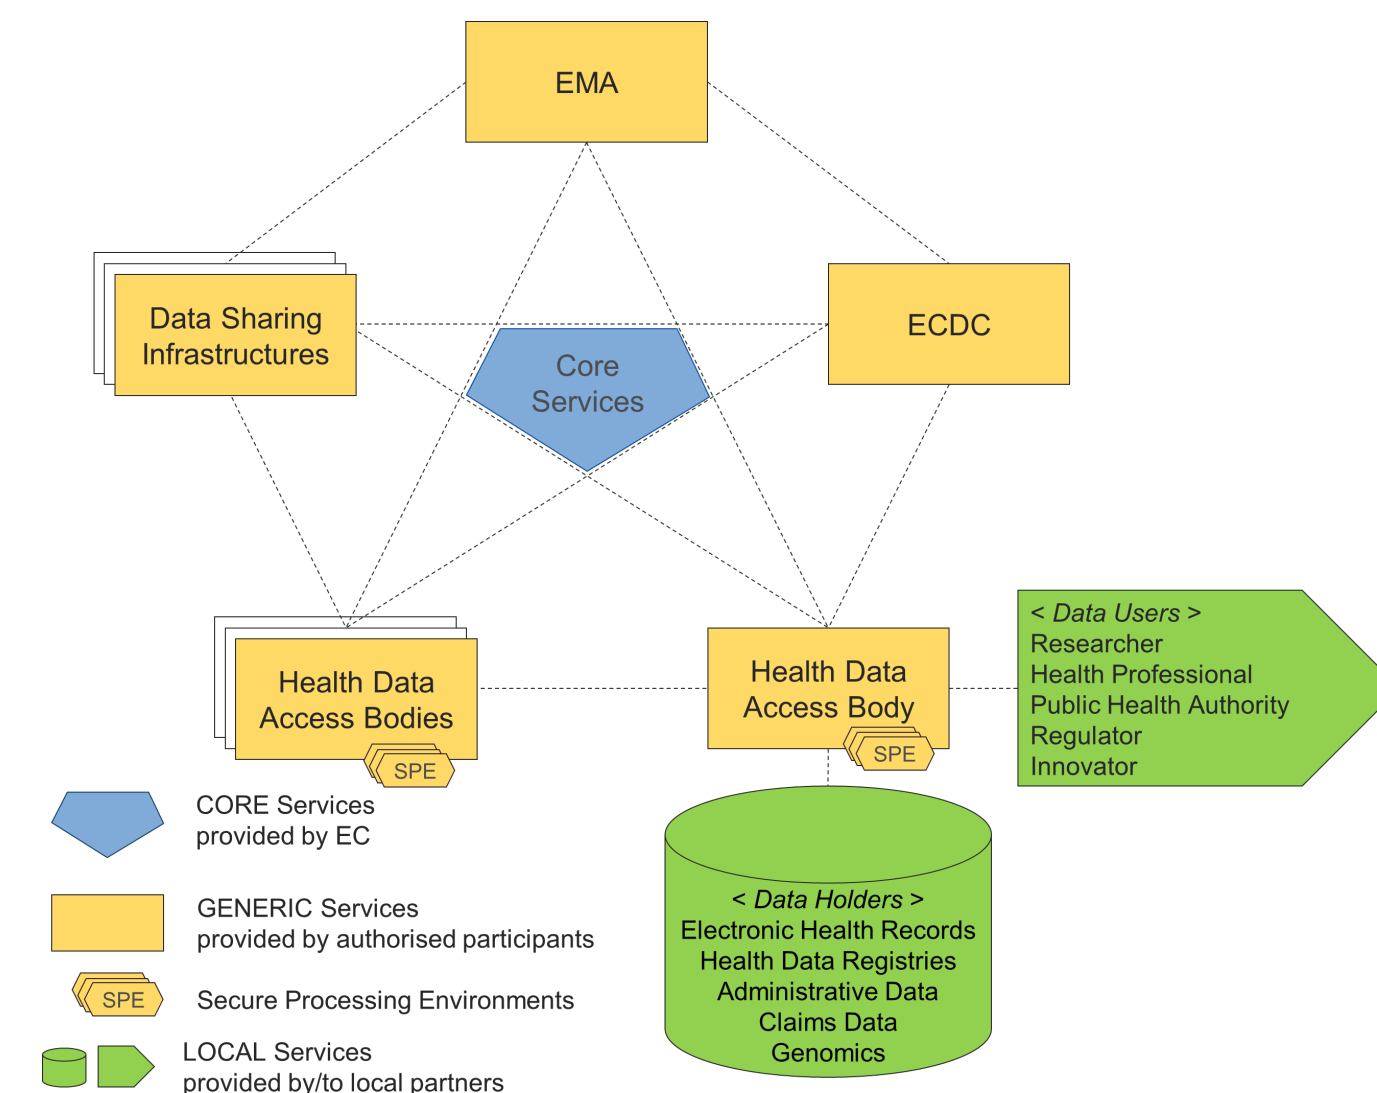 EMA
Data Sharing
Infrastructures
Core
Services
ECDC
Health Data
Access Bodies
SPE
Health Data
Access Body
SPE
< Data Users >
Researcher
Health Professional
Public Health Authority
Regulator
Innovator
< Data Holders >
Electronic Health Records
Health Data Registries
Administrative Data
Claims Data
Genomics
CORE Services
provided by EC
GENERIC Services
provided by authorised participants
SPE
Secure Processing Environments
LOCAL Services
provided by/to local partners